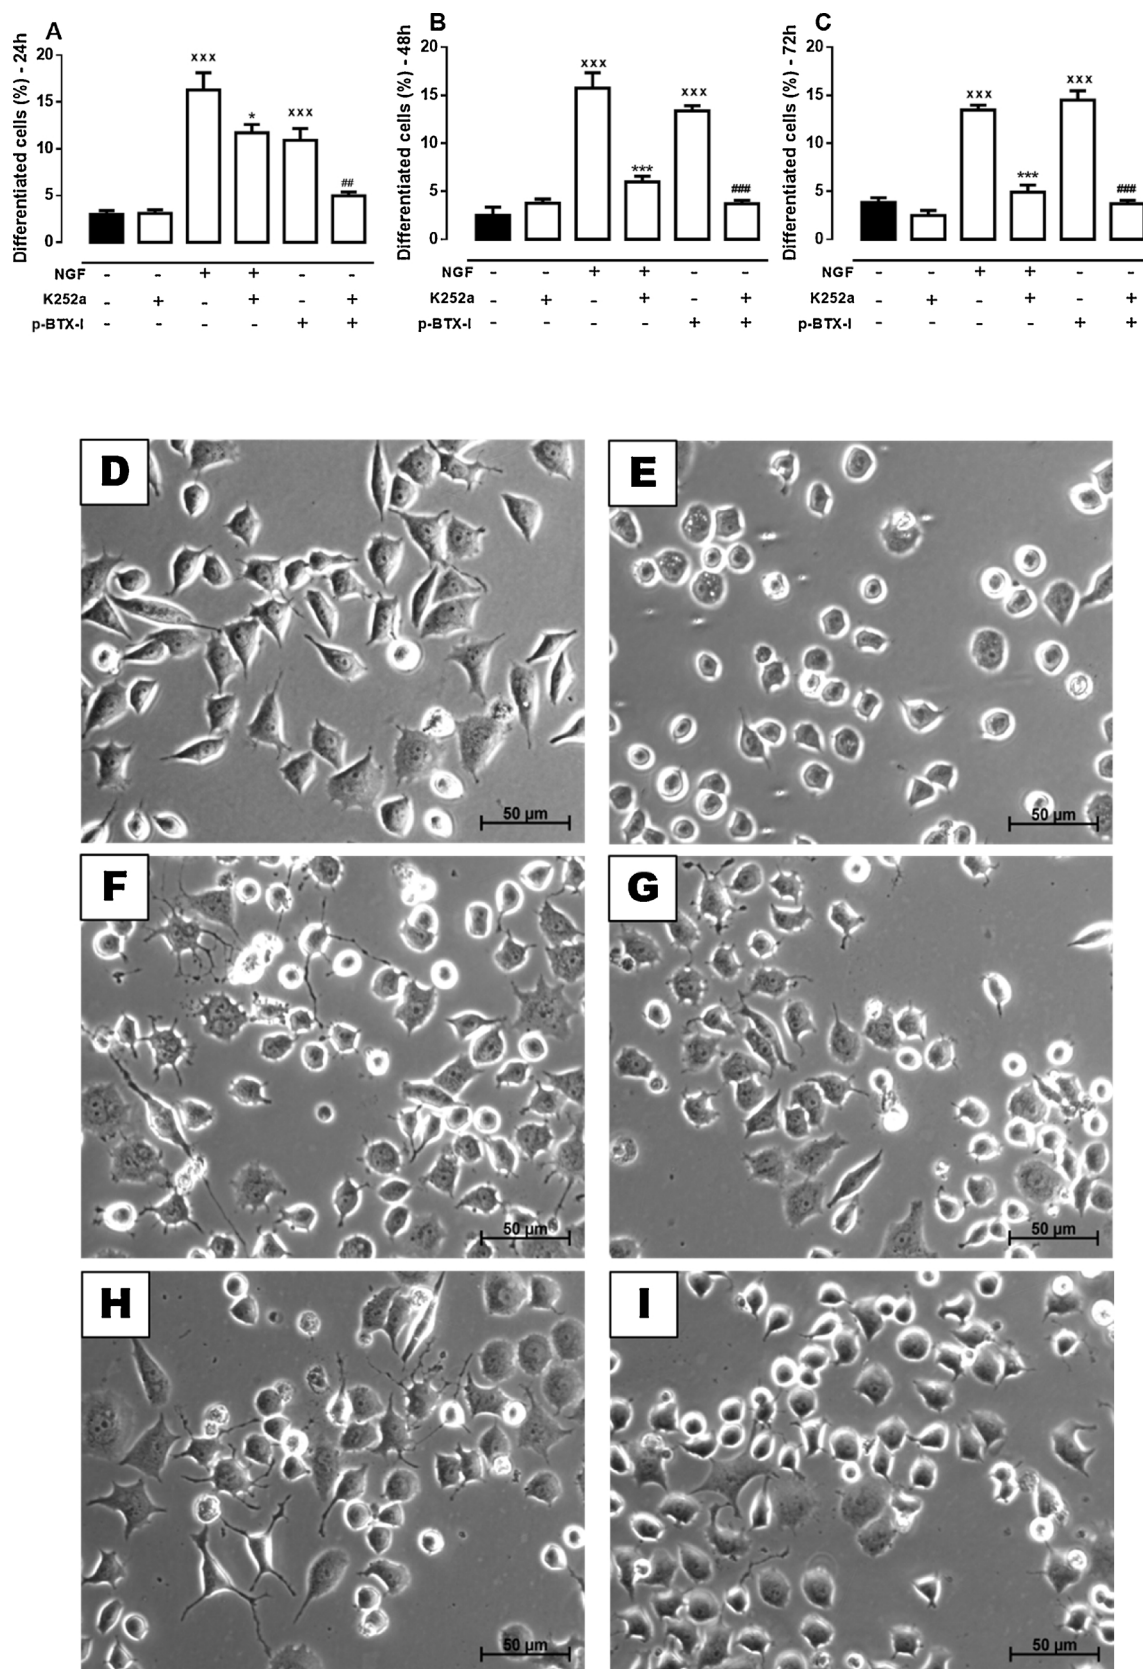 A
Differentiated cells (%) - 24h
20
15
10
5
0
xxx
*
xxx
##
NGF - - + + - -
K252a - + - + - +
p-BTX-I - - - - + +
B
Differentiated cells (%) - 48h
20
15
10
5
0
xxx
***
xxx
###
NGF - - + + - -
K252a - + - + - +
p-BTX-I - - - - + +
C
Differentiated cells (%) - 72h
20
15
10
5
0
xxx
***
xxx
###
NGF - - + + - -
K252a - + - + - +
p-BTX-I - - - - + +
D
50 µm
E
50 µm
F
50 µm
G
50 µm
H
50 µm
I
50 µm